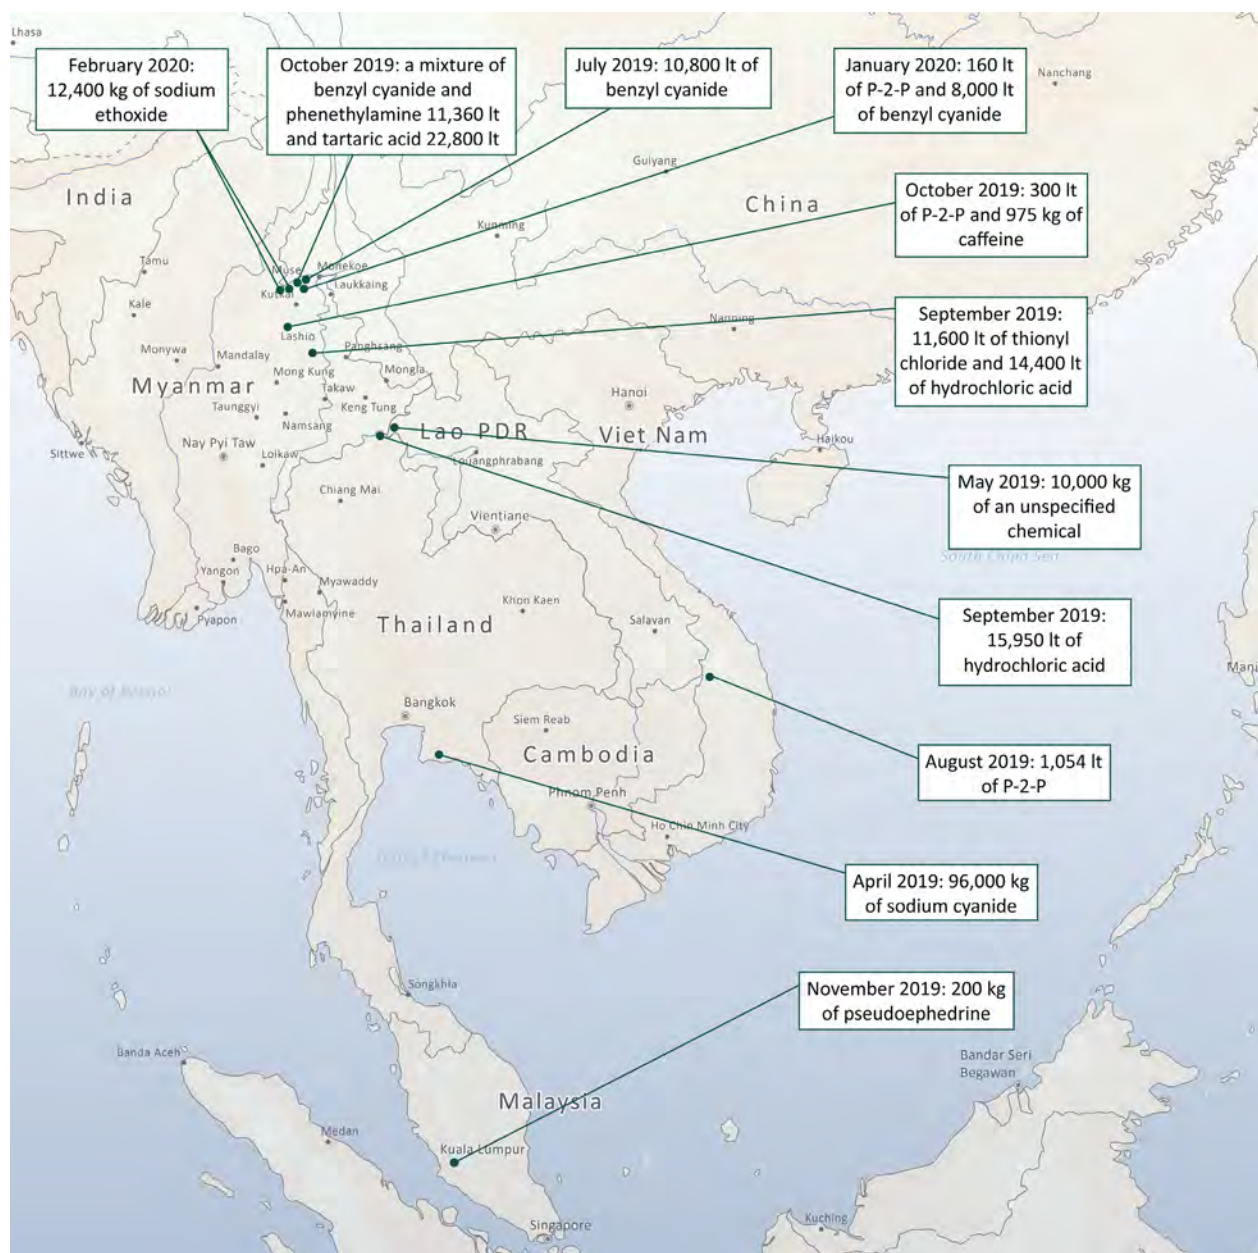 Lhasa
February 2020:
12,400 kg of sodium
ethoxide
October 2019: a mixture of
benzyl cyanide and
phenethylamine 11,360 lt
and tartaric acid 22,800 lt
July 2019: 10,800 lt of
benzyl cyanide
January 2020: 160 lt
of P-2-P and 8,000 lt
of benzyl cyanide
Nanchang
Guiyang
India
China
October 2019: 300 lt
of P-2-P and 975 kg of
caffeine
Kunming
Tamu
Muse
Monekoe
Laukkaing
Kutkai
Kale
September 2019:
11,600 lt of thionyl
chloride and 14,400 lt
of hydrochloric acid
Nanning
Lashio
Monywa
Mandalay
Panghsang
Mong Kung
Mongla
Myanmar
Takaw
Hanoi
Taunggyi
Keng Tung
Namsang
Lao PDR
Viet Nam
Haikou
Nay Pyi Taw
Sittwe
Loikaw
Louangphrabang
May 2019: 10,000 kg
of an unspecified
chemical
Chiang Mai
Vientiane
South China Sea
Bago
Yangon
Hpa-An
Myawaddy
Mawlamyine
Pyapon
Khon Kaen
Thailand
Salavan
September 2019:
15,950 lt of
hydrochloric acid
Mani
Bay of Bengal
Bangkok
Siem Reab
Cambodia
August 2019: 1,054 lt
of P-2-P
Phnom Penh
Ho Chin Minh City
April 2019: 96,000 kg
of sodium cyanide
Songkhla
November 2019: 200 kg
of pseudoephedrine
Banda Aceh
Bandar Seri
Begawan
Malaysia
Medan
Kuala Lumpur
Singapore
Kuching